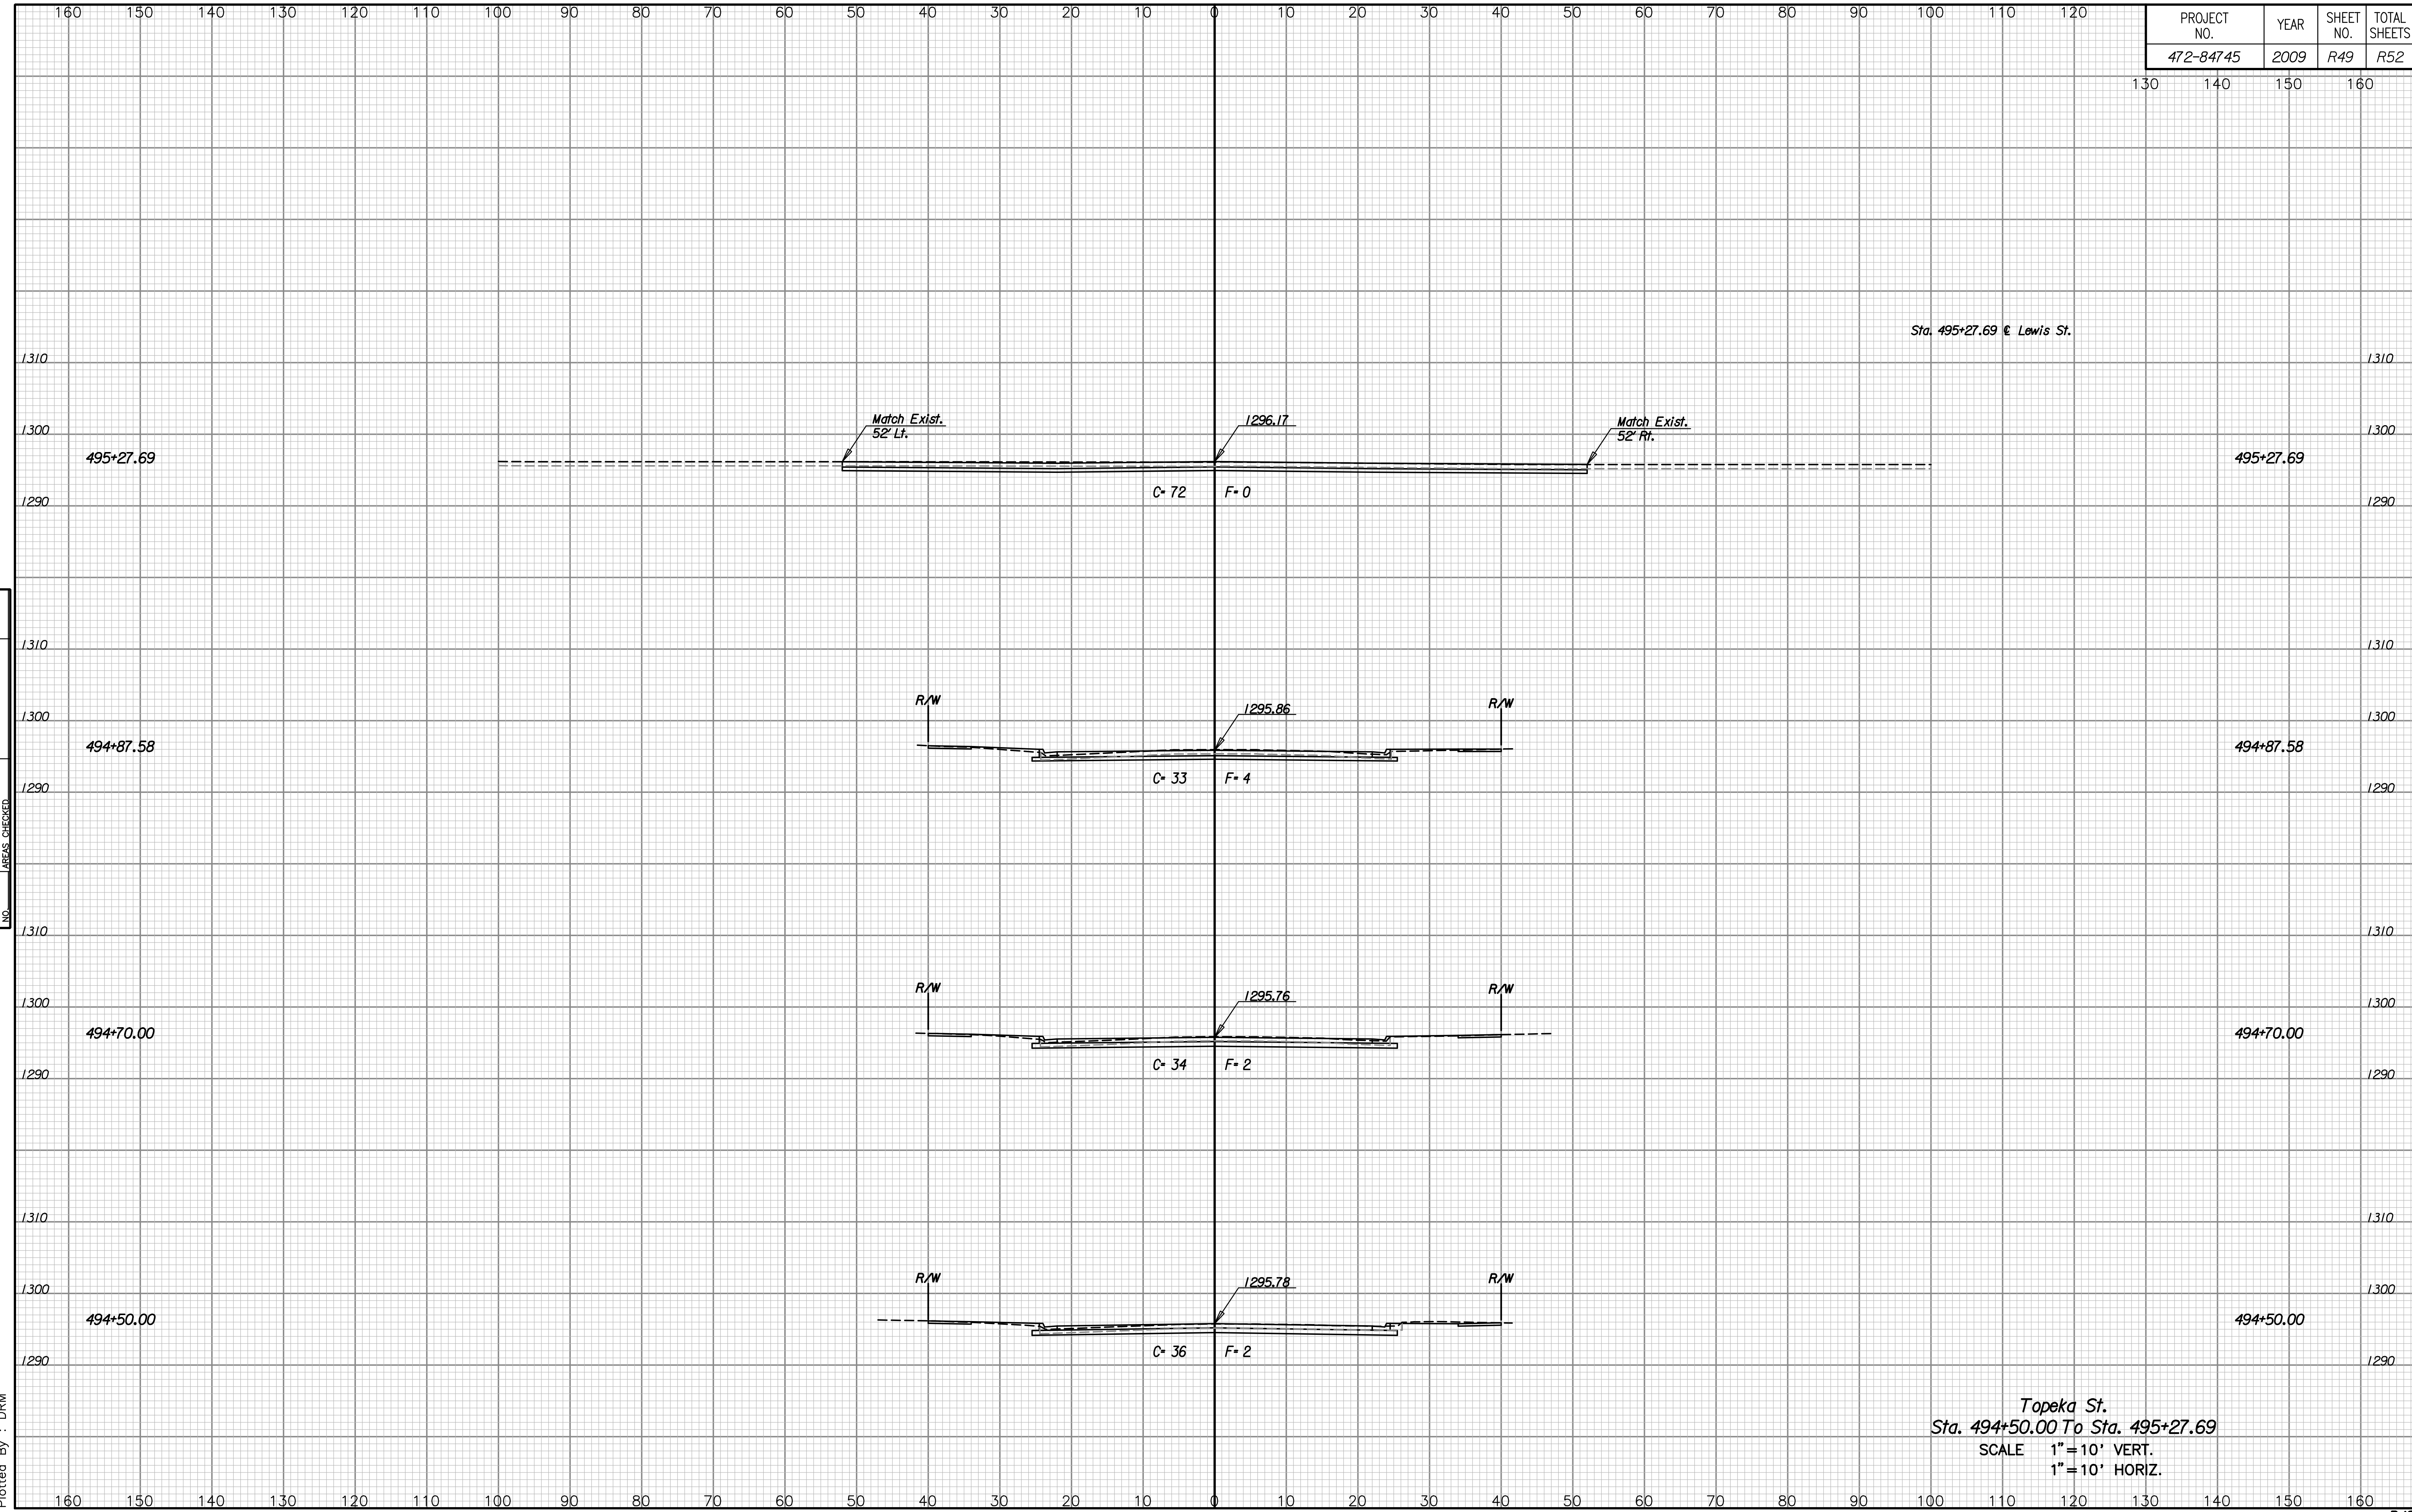 160 150 140 130 120 110 100 90 80 70 60 50 40 30 20 10 0 10 20 30 40 50 60 70 80 90 100 110 120
PROJECT NO. YEAR SHEET NO. TOTAL SHEETS
472-84745 2009 R49 R52
130 140 150 160
Sta. 495+27.69 ℄ Lewis St.
1310 1310
Match Exist. 1296.17 Match Exist.
52' Lt. 52' Rt.
1300 1300
495+27.69 495+27.69
C= 72 F= 0
1290 1290
1310 1310
R/W 1295.86 R/W
1300 1300
494+87.58 494+87.58
C= 33 F= 4
1290 1290
AREAS CHECKED
NO.
1310 1310
R/W 1295.76 R/W
1300 1300
494+70.00 494+70.00
C= 34 F= 2
1290 1290
1310 1310
R/W 1295.78 R/W
1300 1300
494+50.00 494+50.00
C= 36 F= 2
1290 1290
Plotted By : DRM
Topeka St.
Sta. 494+50.00 To Sta. 495+27.69
SCALE 1"=10' VERT.
1"=10' HORIZ.
160 150 140 130 120 110 100 90 80 70 60 50 40 30 20 10 0 10 20 30 40 50 60 70 80 90 100 110 120 130 140 150 160